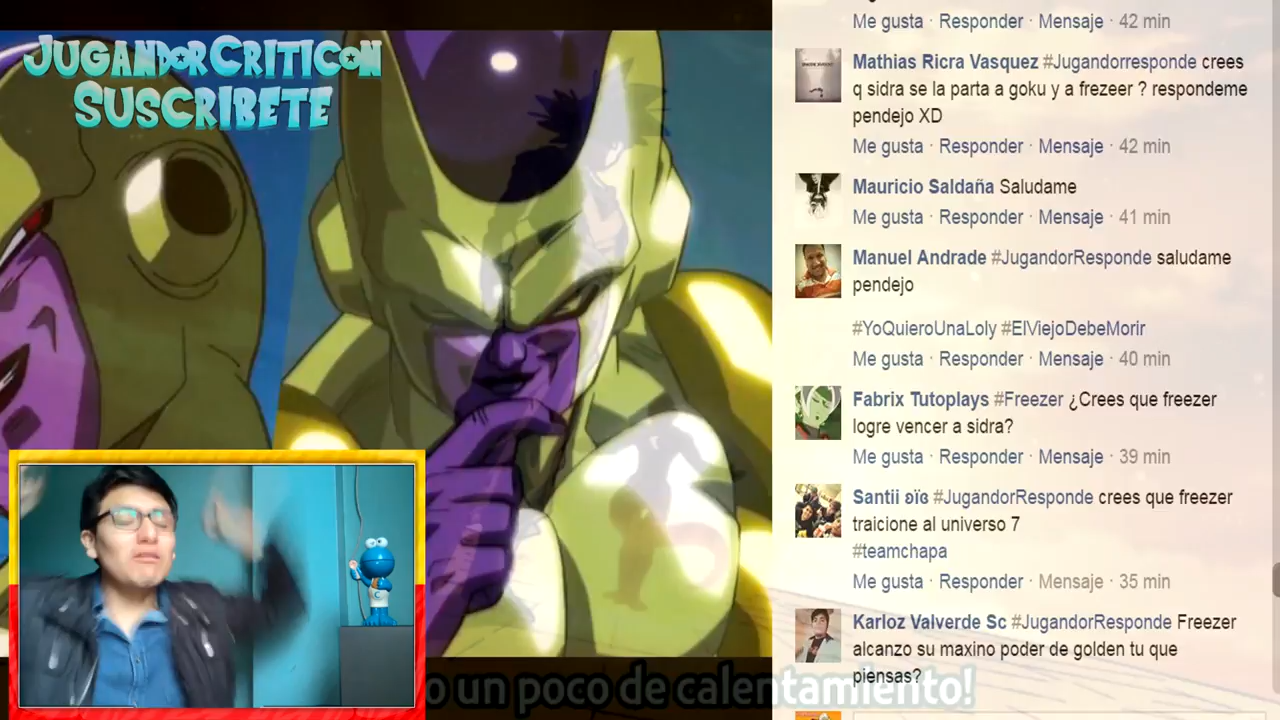 JUGANDORCRITICON
SUSCRIBETE
Me gusta · Responder · Mensaje · 42 min
Mathias Ricra Vasquez #Jugandorresponde crees
q sidra se la parta a goku y a frezeer ? respondeme
pendejo XD
Me gusta · Responder · Mensaje · 42 min
Mauricio Saldaña Saludame
Me gusta · Responder · Mensaje · 41 min
Manuel Andrade #JugandorResponde saludame
pendejo
#YoQuieroUnaLoly #ElViejoDebeMorir
Me gusta · Responder · Mensaje · 40 min
Fabrix Tutoplays #Freezer ¿Crees que freezer
logre vencer a sidra?
Me gusta · Responder · Mensaje · 39 min
Santii #JugandorResponde crees que freezer
traicione al universo 7
#teamchapa
Me gusta · Responder · Mensaje · 35 min
Karloz Valverde Sc #JugandorResponde Freezer
alcanzo su maxino poder de golden tu que
piensas?
o un poco de calentamiento!